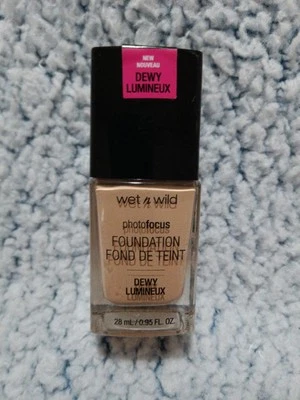 NEW
NOUVEAU
DEWY
LUMINEUX
wet n wild
photofocus
FOUNDATION
FOND DE TEINT
DEWY
LUMINEUX
28 mL / 0.95 FL. OZ.